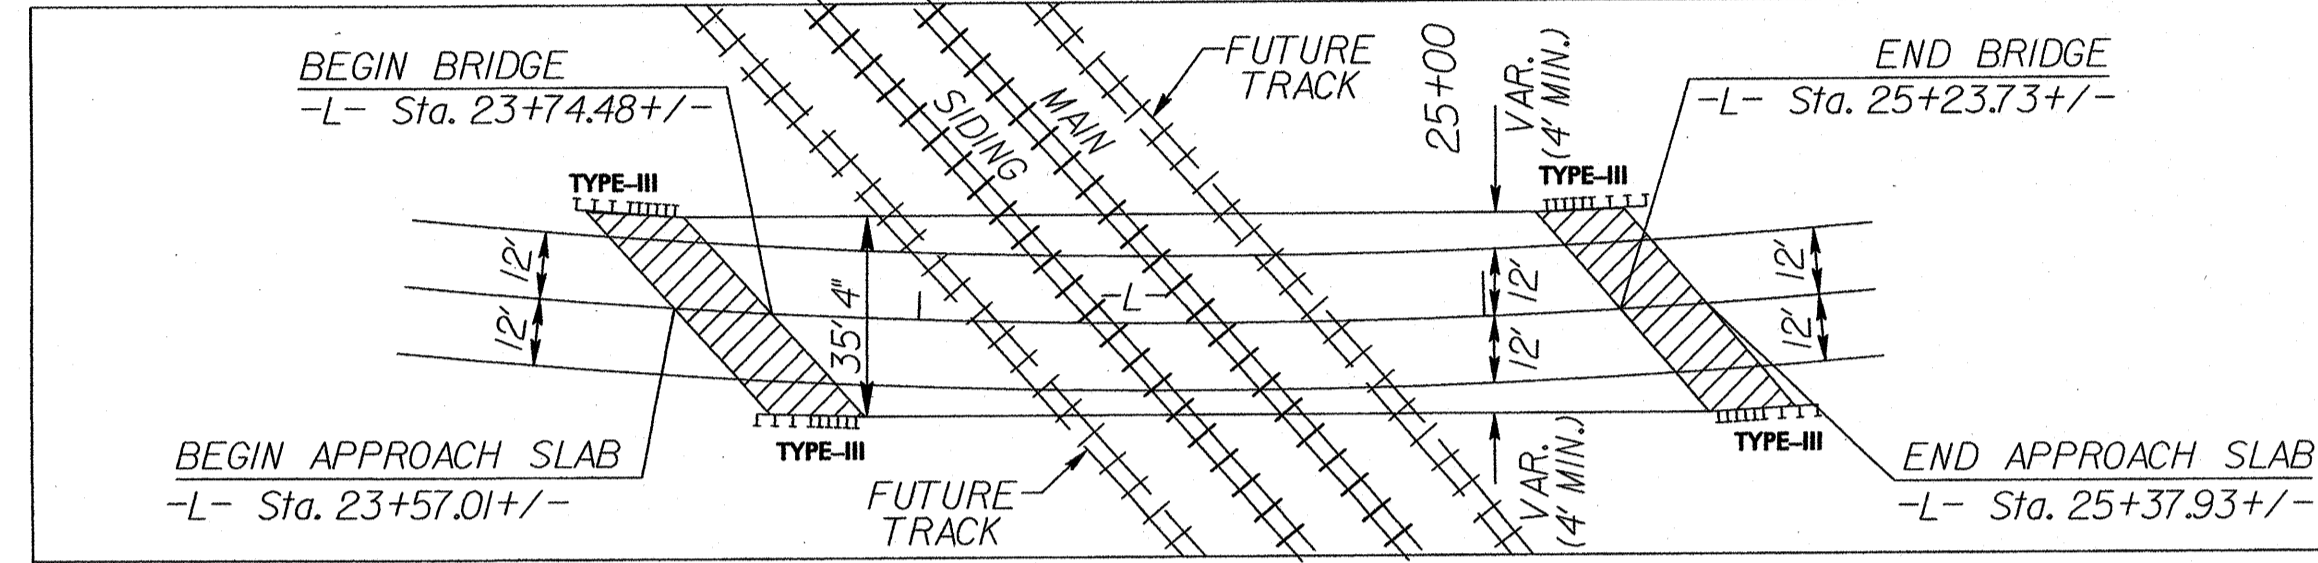 BEGIN BRIDGE
-L- Sta. 23+74.48+/-
FUTURE
TRACK
SIDING
MAIN
25+00
VAR.
(4' MIN.)
END BRIDGE
-L- Sta. 25+23.73+/-
TYPE-III
TYPE-III
12'
12'
35' 4"
-L-
12'
12'
12'
12'
TYPE-III
TYPE-III
BEGIN APPROACH SLAB
-L- Sta. 23+57.01+/-
FUTURE
TRACK
VAR.
(4' MIN.)
END APPROACH SLAB
-L- Sta. 25+37.93+/-